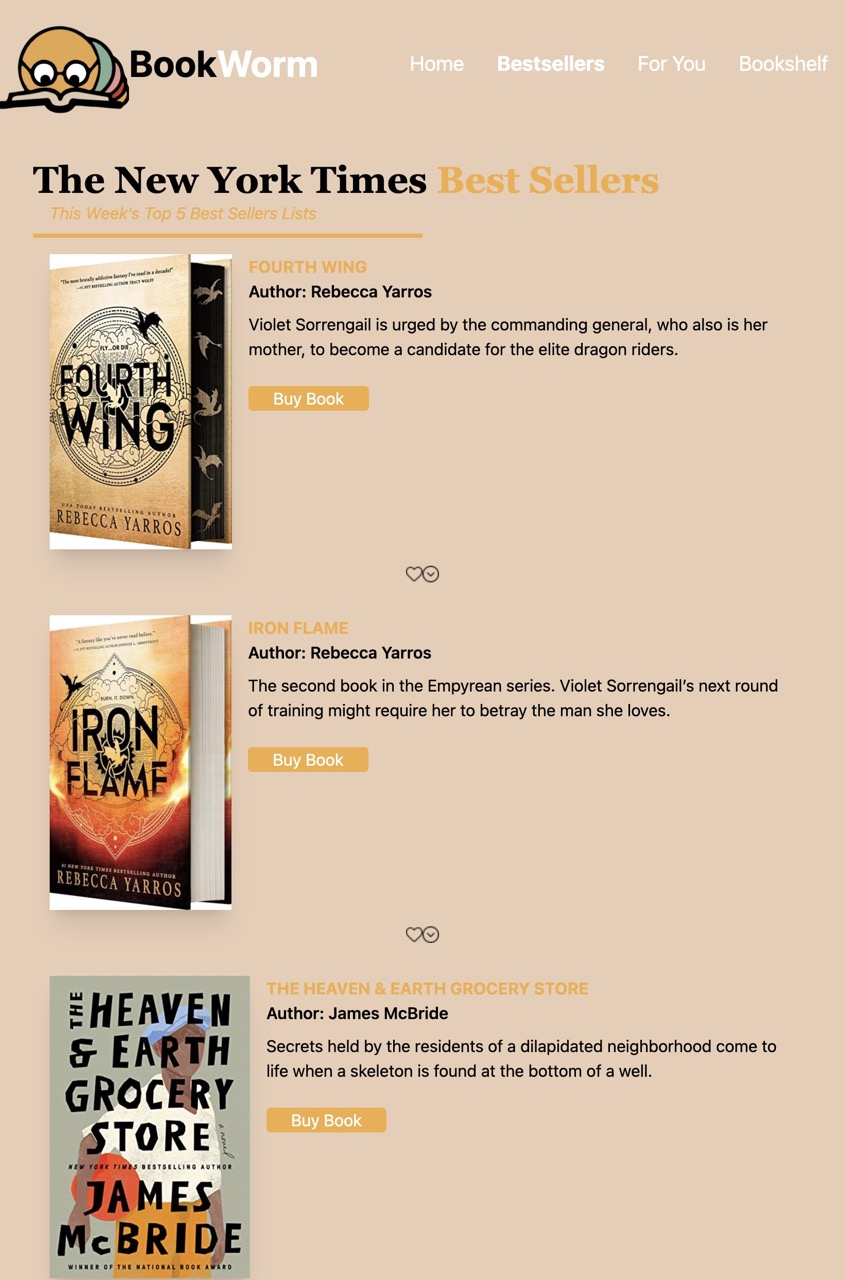 BookWorm
Home Bestsellers For You Bookshelf
The New York Times Best Sellers
This Week's Top 5 Best Sellers Lists
"The most brutally addictive fantasy I've read in a decade!"
—#1 NYT BESTSELLING AUTHOR TRACY WOLFF
FLY...OR DIE
FOURTH
WING
USA TODAY BESTSELLING AUTHOR
REBECCA YARROS
FOURTH WING
Author: Rebecca Yarros
Violet Sorrengail is urged by the commanding general, who also is her
mother, to become a candidate for the elite dragon riders.
Buy Book
"A fantasy like you've never read before."
—#1 NYT BESTSELLING AUTHOR JENNIFER L. ARMENTROUT
BURN. IT. DOWN.
IRON
FLAME
#1 NEW YORK TIMES BESTSELLING AUTHOR
REBECCA YARROS
IRON FLAME
Author: Rebecca Yarros
The second book in the Empyrean series. Violet Sorrengail’s next round
of training might require her to betray the man she loves.
Buy Book
THE HEAVEN
& EARTH
GROCERY
STORE
a novel
NEW YORK TIMES BESTSELLING AUTHOR
JAMES
McBRIDE
WINNER OF THE NATIONAL BOOK AWARD
THE HEAVEN & EARTH GROCERY STORE
Author: James McBride
Secrets held by the residents of a dilapidated neighborhood come to
life when a skeleton is found at the bottom of a well.
Buy Book